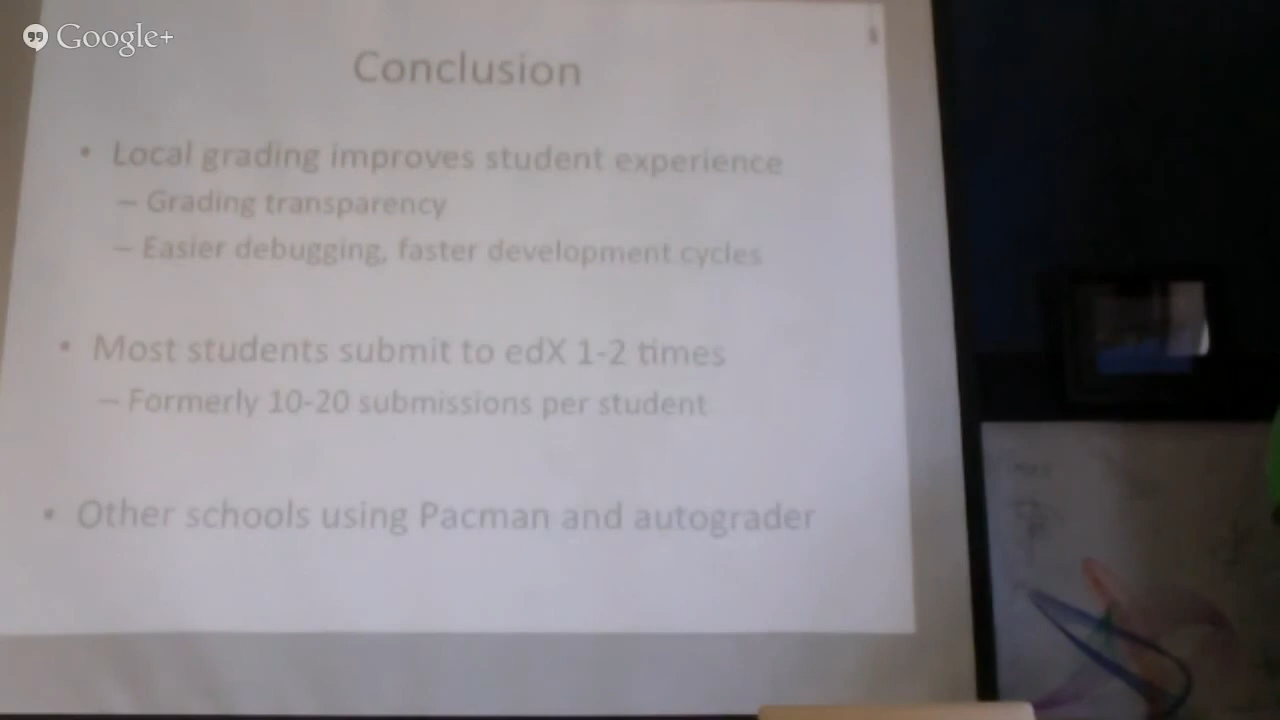 Google+
Conclusion
• Local grading improves student experience
– Grading transparency
– Easier debugging, faster development cycles
• Most students submit to edX 1-2 times
– Formerly 10-20 submissions per student
• Other schools using Pacman and autograder